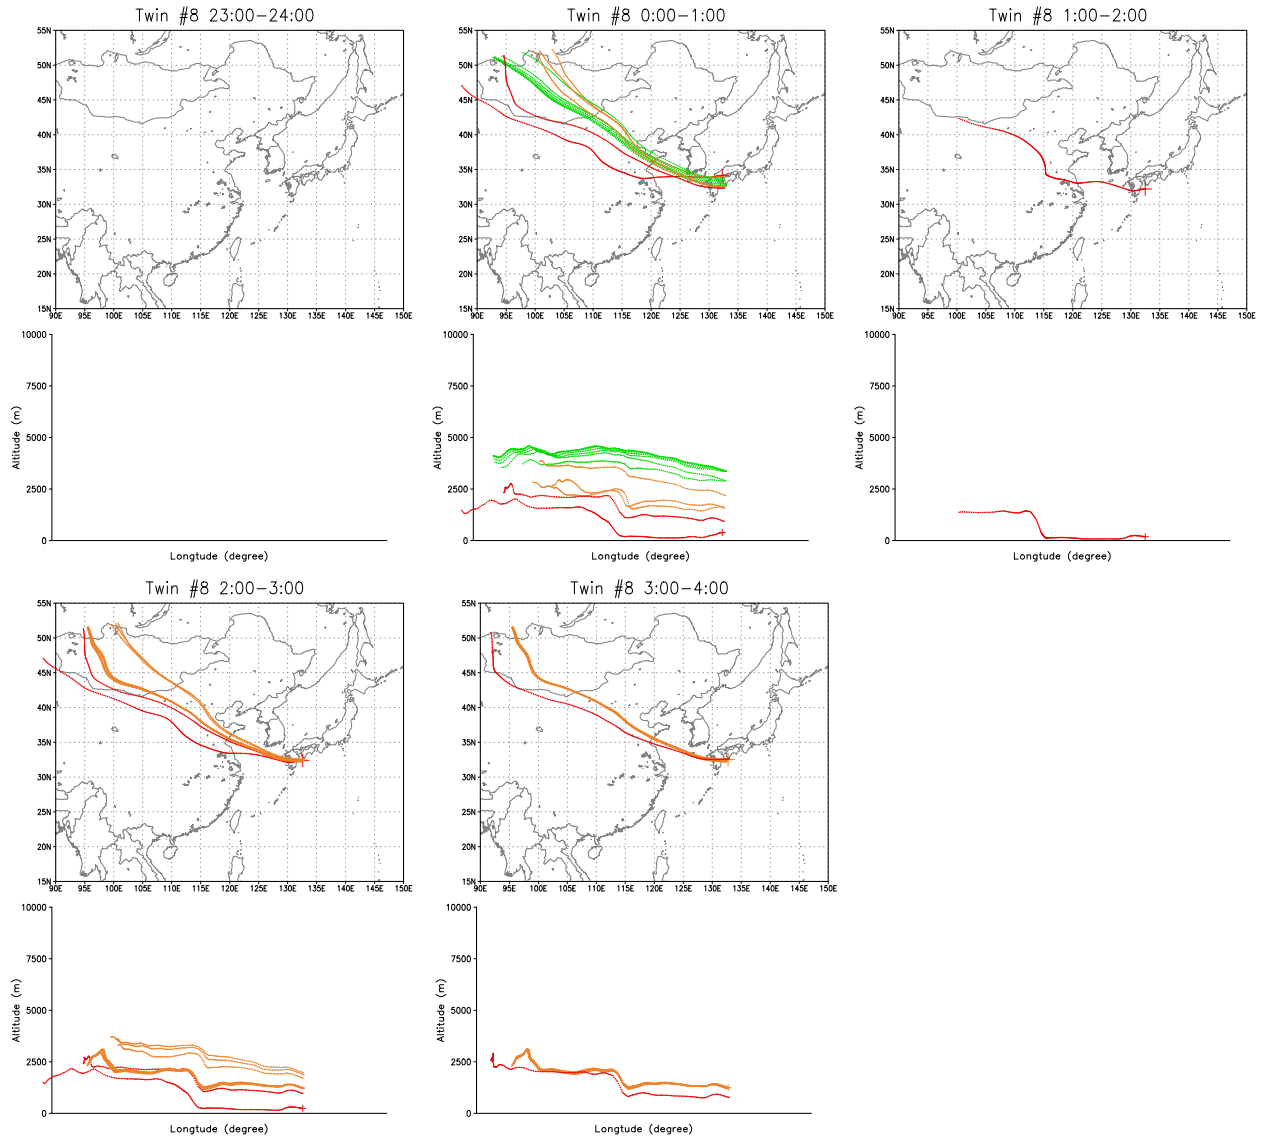 Twin #8 23:00−24:00
55N
50N
45N
40N
35N
30N
25N
20N
15N
90E 95E 100E 105E 110E 115E 120E 125E 130E 135E 140E 145E 150E
10000
7500
5000
2500
0
Altitude (m)
Longtude (degree)
Twin #8 0:00−1:00
55N
50N
45N
40N
35N
30N
25N
20N
15N
90E 95E 100E 105E 110E 115E 120E 125E 130E 135E 140E 145E 150E
10000
7500
5000
2500
0
Altitude (m)
Longtude (degree)
Twin #8 1:00−2:00
55N
50N
45N
40N
35N
30N
25N
20N
15N
90E 95E 100E 105E 110E 115E 120E 125E 130E 135E 140E 145E 150E
10000
7500
5000
2500
0
Altitude (m)
Longtude (degree)
Twin #8 2:00−3:00
55N
50N
45N
40N
35N
30N
25N
20N
15N
90E 95E 100E 105E 110E 115E 120E 125E 130E 135E 140E 145E 150E
10000
7500
5000
2500
0
Altitude (m)
Longtude (degree)
Twin #8 3:00−4:00
55N
50N
45N
40N
35N
30N
25N
20N
15N
90E 95E 100E 105E 110E 115E 120E 125E 130E 135E 140E 145E 150E
10000
7500
5000
2500
0
Altitude (m)
Longtude (degree)